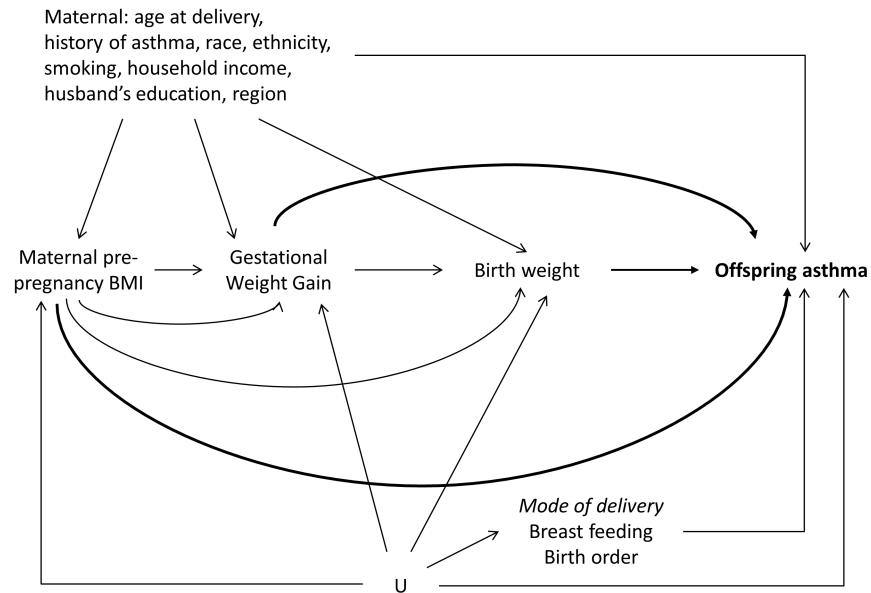 Maternal: age at delivery,
history of asthma, race, ethnicity,
smoking, household income,
husband’s education, region
Maternal pre-
pregnancy BMI
Gestational
Weight Gain
Birth weight
Offspring asthma
Mode of delivery
Breast feeding
Birth order
U